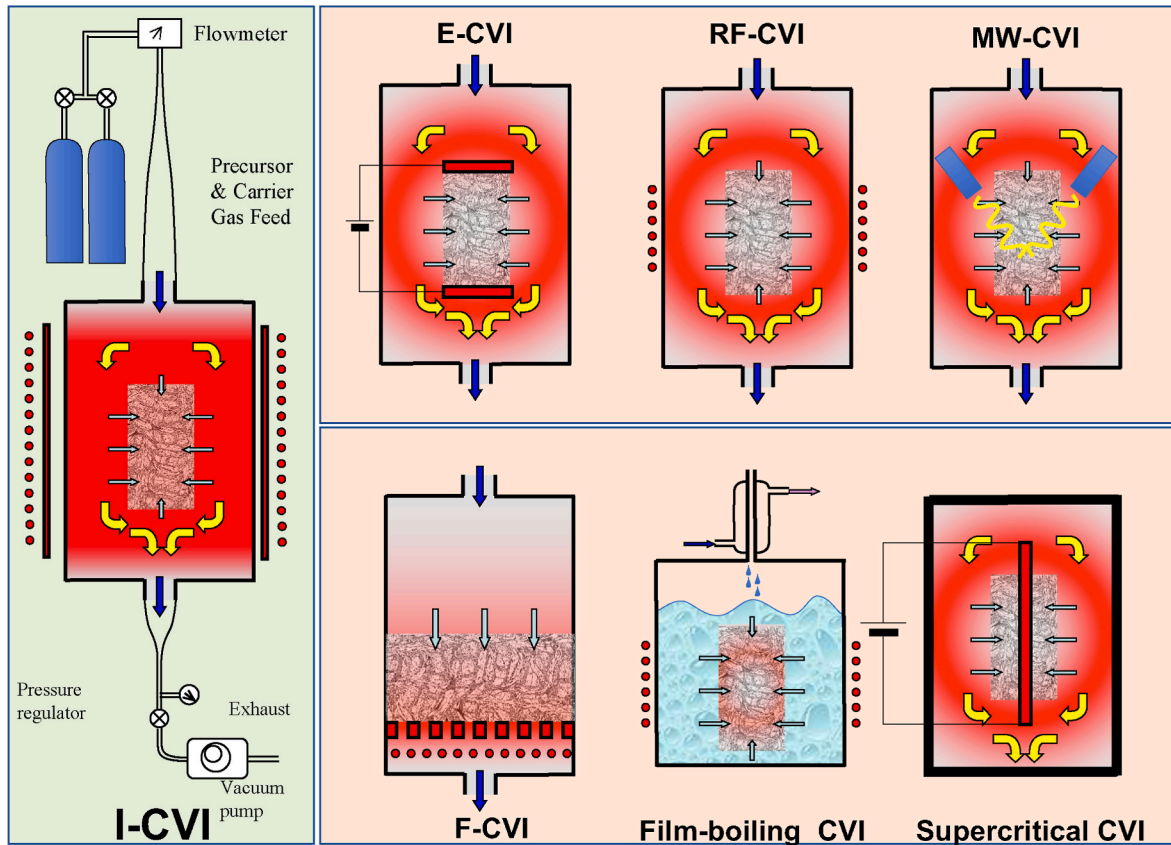 Flowmeter
Precursor
& Carrier
Gas Feed
Pressure
regulator
Exhaust
Vacuum
pump
I-CVI
E-CVI
RF-CVI
MW-CVI
F-CVI
Film-boiling CVI
Supercritical CVI